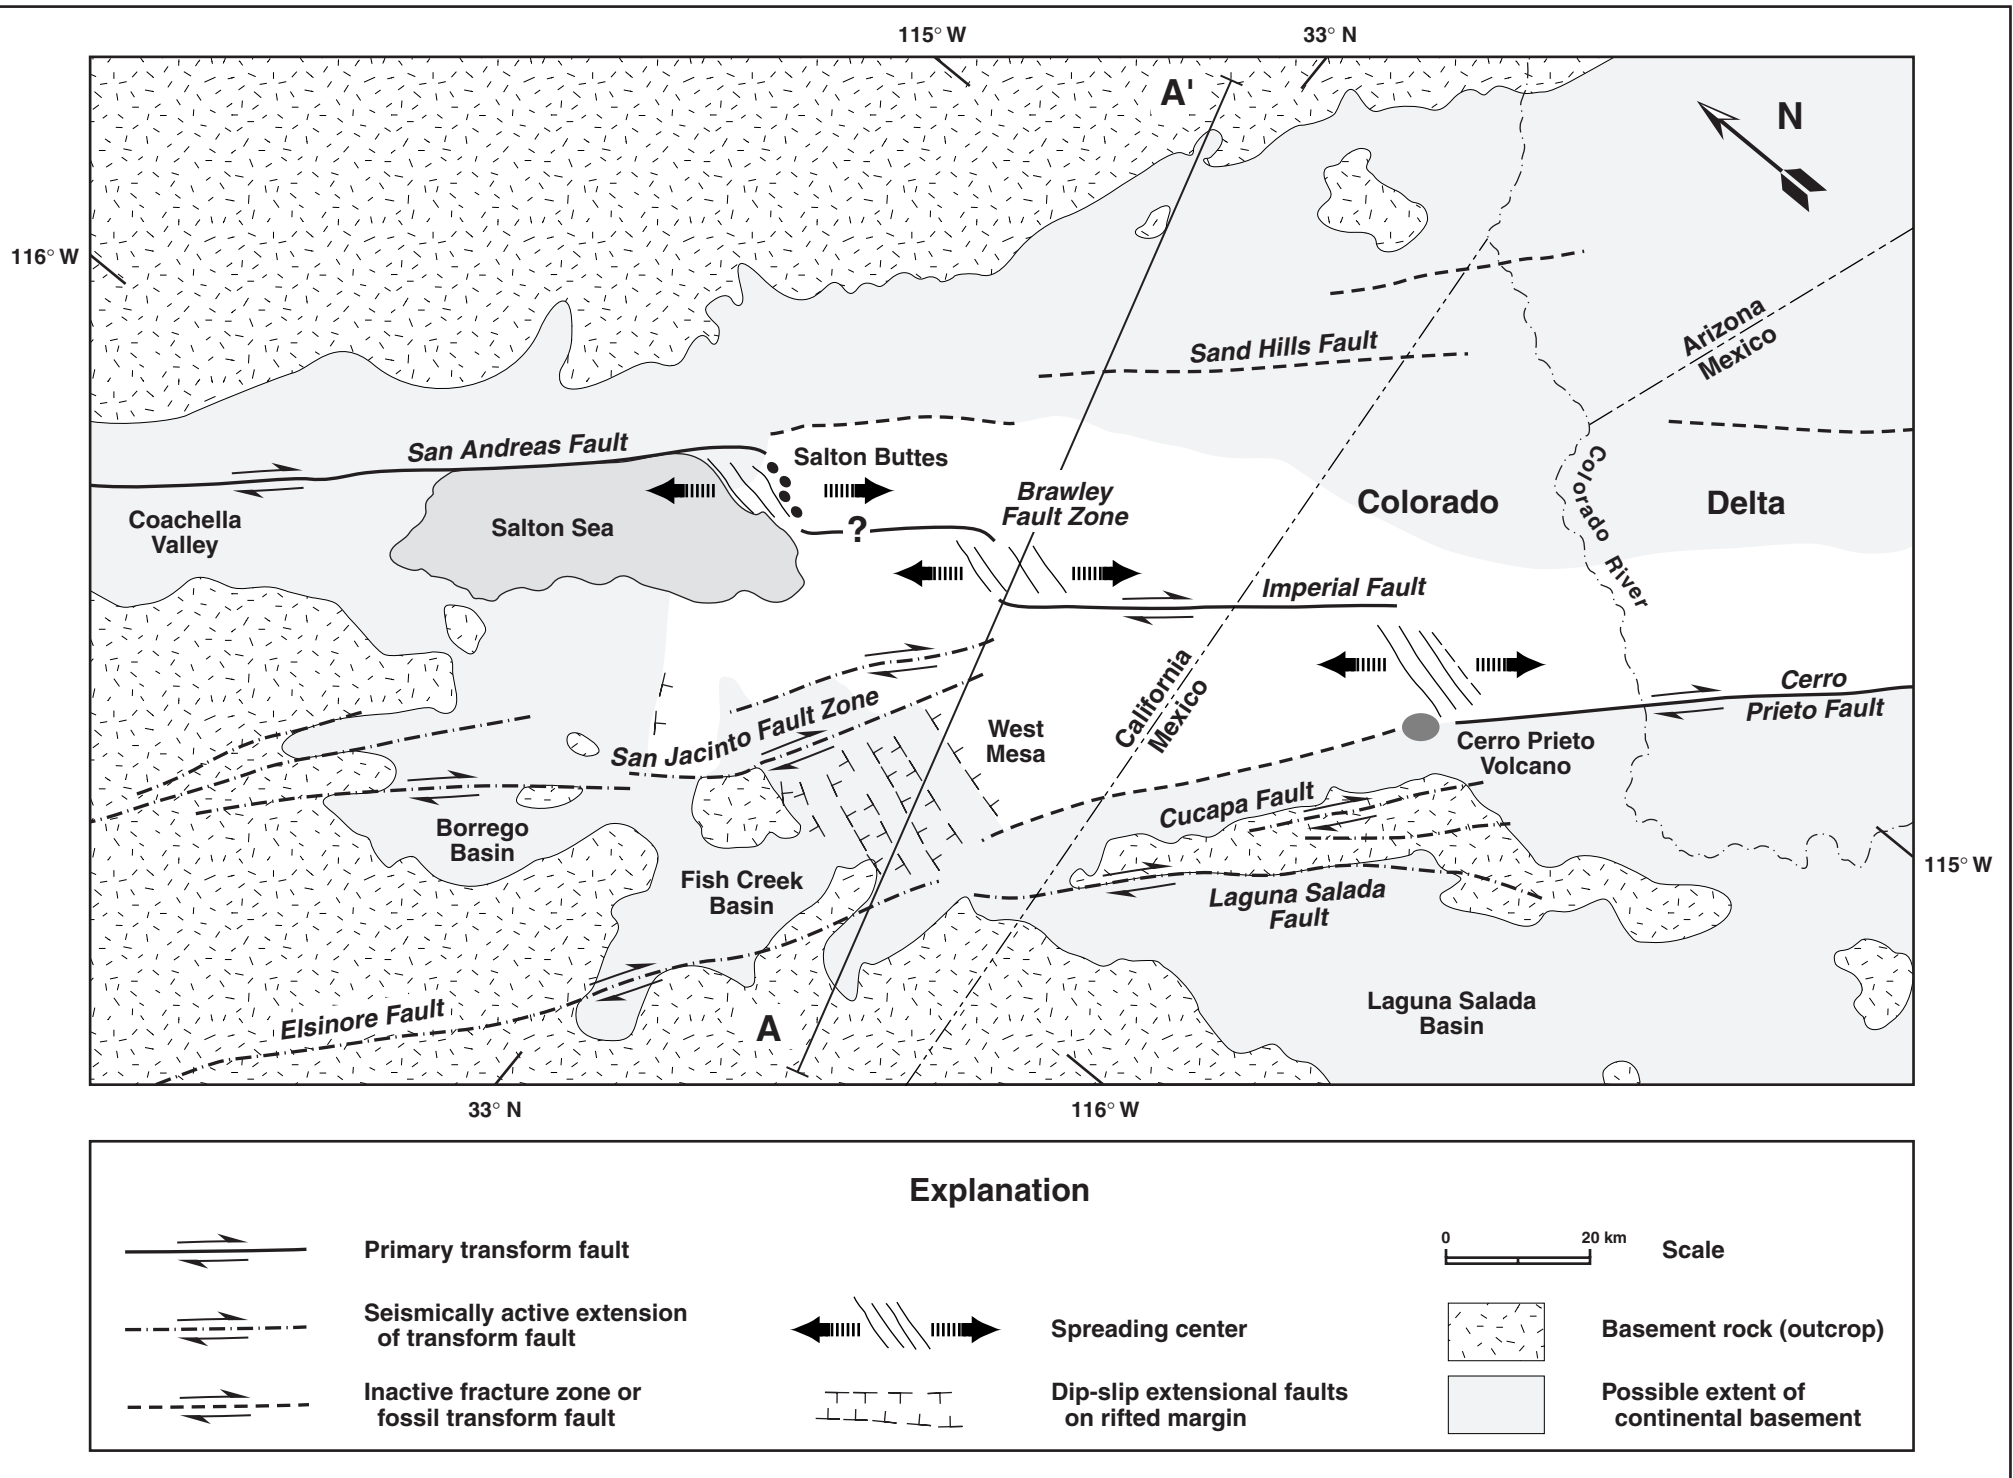 115° W
33° N
A'
N
116° W
Arizona
Mexico
Sand Hills Fault
San Andreas Fault
Salton Buttes
Brawley
Fault Zone
Colorado
Delta
Colorado River
Coachella
Valley
Salton Sea
?
Imperial Fault
California
Mexico
Cerro
Prieto Fault
San Jacinto Fault Zone
West
Mesa
Cerro Prieto
Volcano
Cucapa Fault
Borrego
Basin
115° W
Fish Creek
Basin
Laguna Salada
Fault
Elsinore Fault
A
Laguna Salada
Basin
33° N
116° W
Explanation
Primary transform fault
Seismically active extension
of transform fault
Inactive fracture zone or
fossil transform fault
Spreading center
Dip-slip extensional faults
on rifted margin
0 20 km
Scale
Basement rock (outcrop)
Possible extent of
continental basement